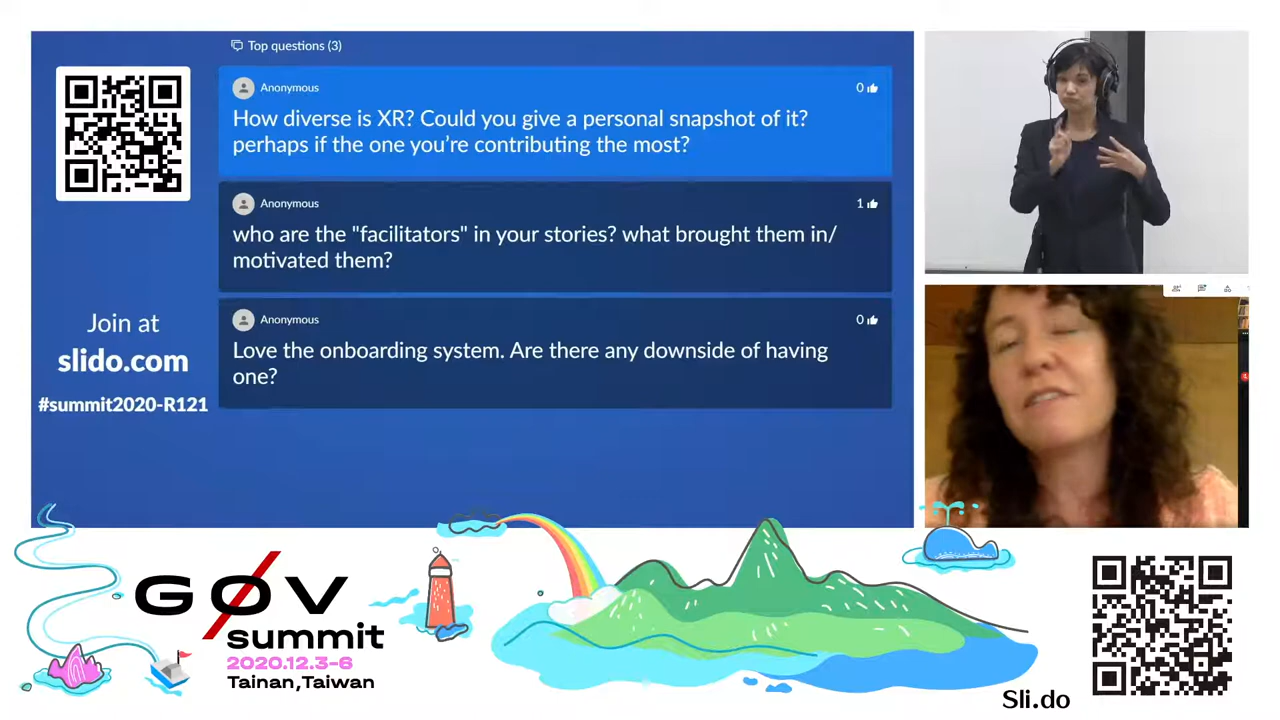 Top questions (3)
Anonymous
0
How diverse is XR? Could you give a personal snapshot of it?
perhaps if the one you're contributing the most?
Anonymous
1
who are the "facilitators" in your stories? what brought them in/
motivated them?
Anonymous
0
Love the onboarding system. Are there any downside of having
one?
Join at
slido.com
#summit2020-R121
GØV
summit
2020.12.3-6
Tainan,Taiwan
Sli.do